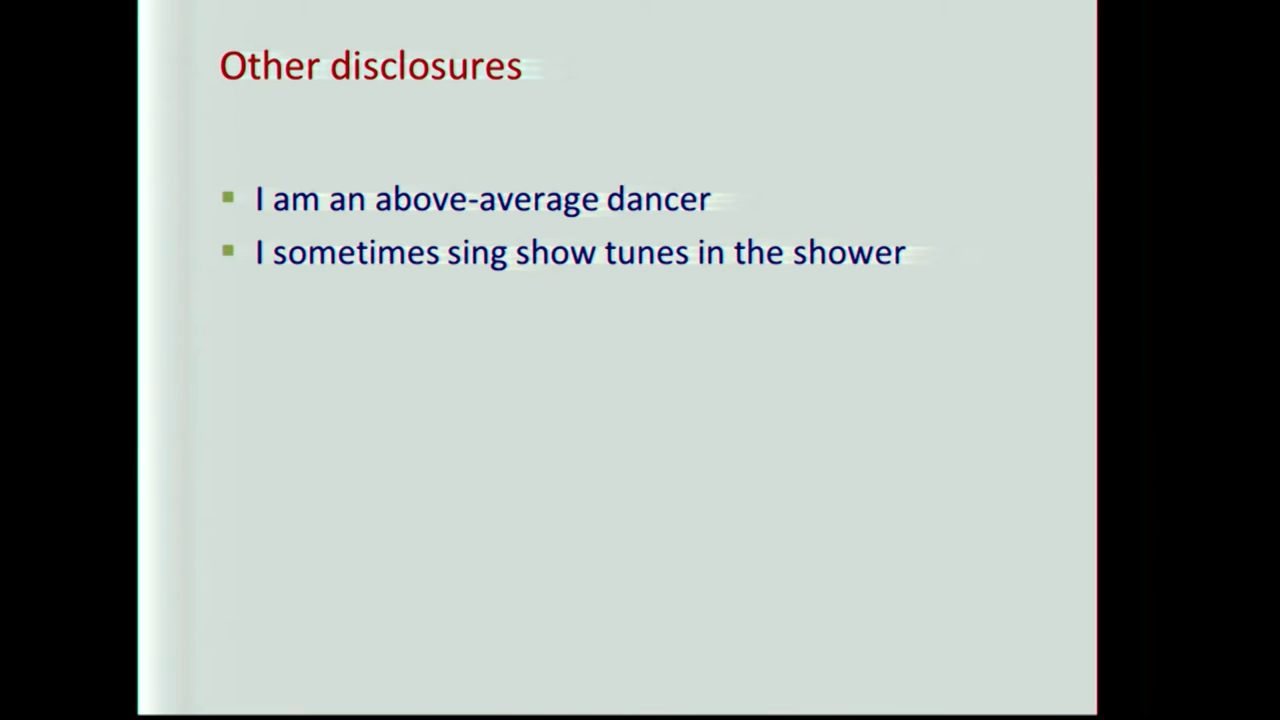 Other disclosures
I am an above-average dancer
I sometimes sing show tunes in the shower